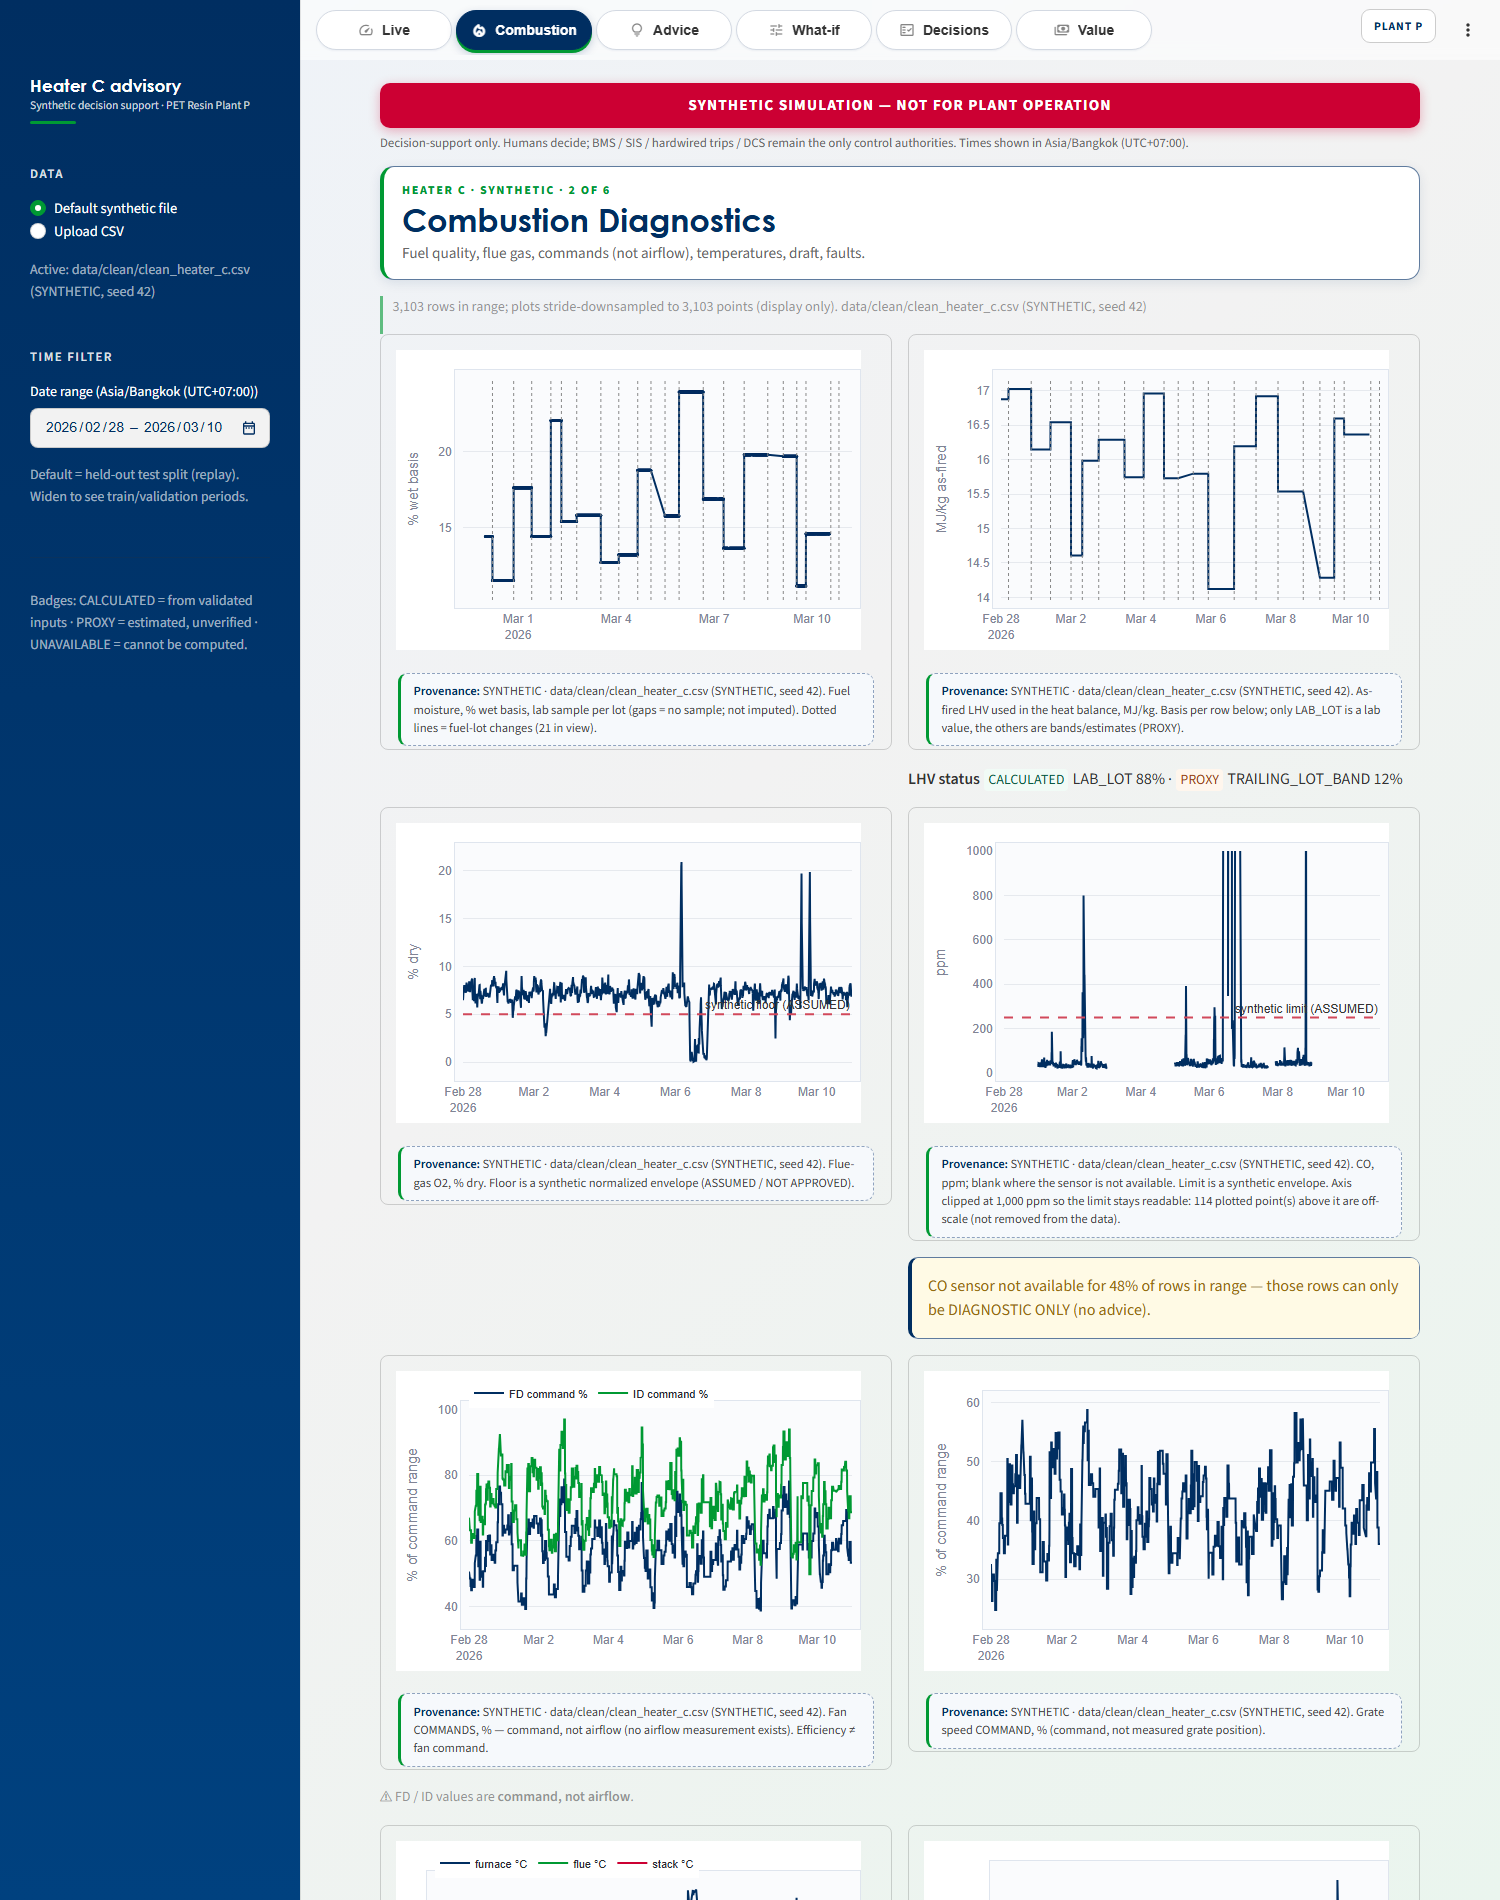 Live
Combustion
Advice
What-if
Decisions
Value
PLANT P
Heater C advisory
Synthetic decision support · PET Resin Plant P
DATA
Default synthetic file
Upload CSV
Active: data/clean/clean_heater_c.csv
(SYNTHETIC, seed 42)
TIME FILTER
Date range (Asia/Bangkok (UTC+07:00))
2026/02/28 – 2026/03/10
Default = held-out test split (replay).
Widen to see train/validation periods.
Badges: CALCULATED = from validated
inputs · PROXY = estimated, unverified ·
UNAVAILABLE = cannot be computed.
SYNTHETIC SIMULATION — NOT FOR PLANT OPERATION
Decision-support only. Humans decide; BMS / SIS / hardwired trips / DCS remain the only control authorities. Times shown in Asia/Bangkok (UTC+07:00).
HEATER C · SYNTHETIC · 2 OF 6
Combustion Diagnostics
Fuel quality, flue gas, commands (not airflow), temperatures, draft, faults.
3,103 rows in range; plots stride-downsampled to 3,103 points (display only). data/clean/clean_heater_c.csv (SYNTHETIC, seed 42)
% wet basis
20
15
Mar 1
2026
Mar 4
Mar 7
Mar 10
Provenance: SYNTHETIC · data/clean/clean_heater_c.csv (SYNTHETIC, seed 42). Fuel
moisture, % wet basis, lab sample per lot (gaps = no sample; not imputed). Dotted
lines = fuel-lot changes (21 in view).
MJ/kg as-fired
17
16.5
16
15.5
15
14.5
14
Feb 28
2026
Mar 2
Mar 4
Mar 6
Mar 8
Mar 10
Provenance: SYNTHETIC · data/clean/clean_heater_c.csv (SYNTHETIC, seed 42). As-
fired LHV used in the heat balance, MJ/kg. Basis per row below; only LAB_LOT is a lab
value, the others are bands/estimates (PROXY).
LHV status CALCULATED LAB_LOT 88% · PROXY TRAILING_LOT_BAND 12%
% dry
20
15
10
5
0
synthetic floor (ASSUMED)
Feb 28
2026
Mar 2
Mar 4
Mar 6
Mar 8
Mar 10
Provenance: SYNTHETIC · data/clean/clean_heater_c.csv (SYNTHETIC, seed 42). Flue-
gas O2, % dry. Floor is a synthetic normalized envelope (ASSUMED / NOT APPROVED).
ppm
1000
800
600
400
200
0
synthetic limit (ASSUMED)
Feb 28
2026
Mar 2
Mar 4
Mar 6
Mar 8
Mar 10
Provenance: SYNTHETIC · data/clean/clean_heater_c.csv (SYNTHETIC, seed 42). CO,
ppm; blank where the sensor is not available. Limit is a synthetic envelope. Axis
clipped at 1,000 ppm so the limit stays readable: 114 plotted point(s) above it are off-
scale (not removed from the data).
CO sensor not available for 48% of rows in range — those rows can only
be DIAGNOSTIC ONLY (no advice).
FD command %
ID command %
% of command range
100
80
60
40
Feb 28
2026
Mar 2
Mar 4
Mar 6
Mar 8
Mar 10
Provenance: SYNTHETIC · data/clean/clean_heater_c.csv (SYNTHETIC, seed 42). Fan
COMMANDS, % — command, not airflow (no airflow measurement exists). Efficiency ≠
fan command.
% of command range
60
50
40
30
Feb 28
2026
Mar 2
Mar 4
Mar 6
Mar 8
Mar 10
Provenance: SYNTHETIC · data/clean/clean_heater_c.csv (SYNTHETIC, seed 42). Grate
speed COMMAND, % (command, not measured grate position).
⚠ FD / ID values are command, not airflow.
furnace °C
flue °C
stack °C